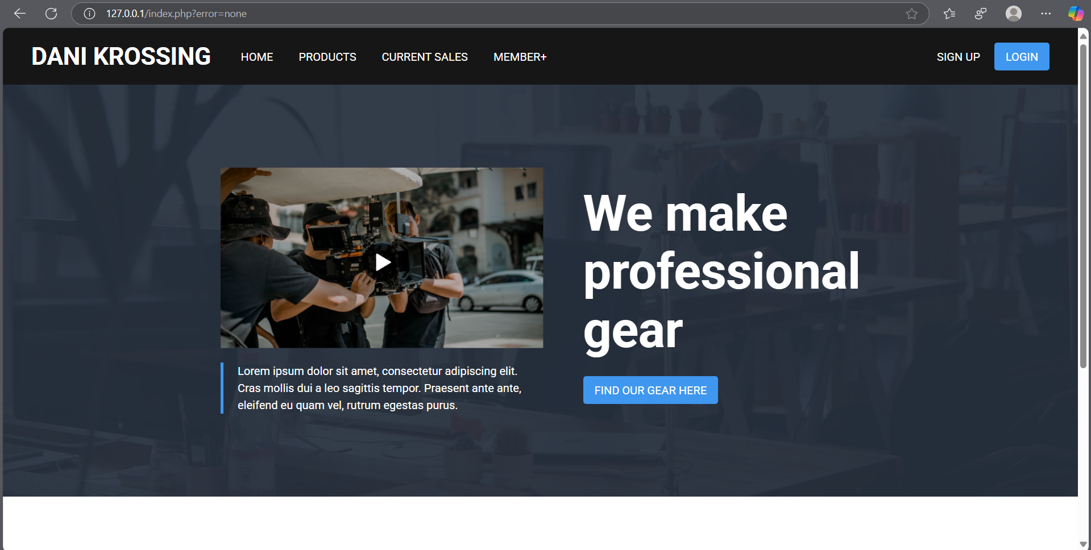 127.0.0.1/index.php?error=none
DANI KROSSING
HOME
PRODUCTS
CURRENT SALES
MEMBER+
SIGN UP
LOGIN
We make
professional
gear
Lorem ipsum dolor sit amet, consectetur adipiscing elit.
Cras mollis dui a leo sagittis tempor. Praesent ante ante,
eleifend eu quam vel, rutrum egestas purus.
FIND OUR GEAR HERE